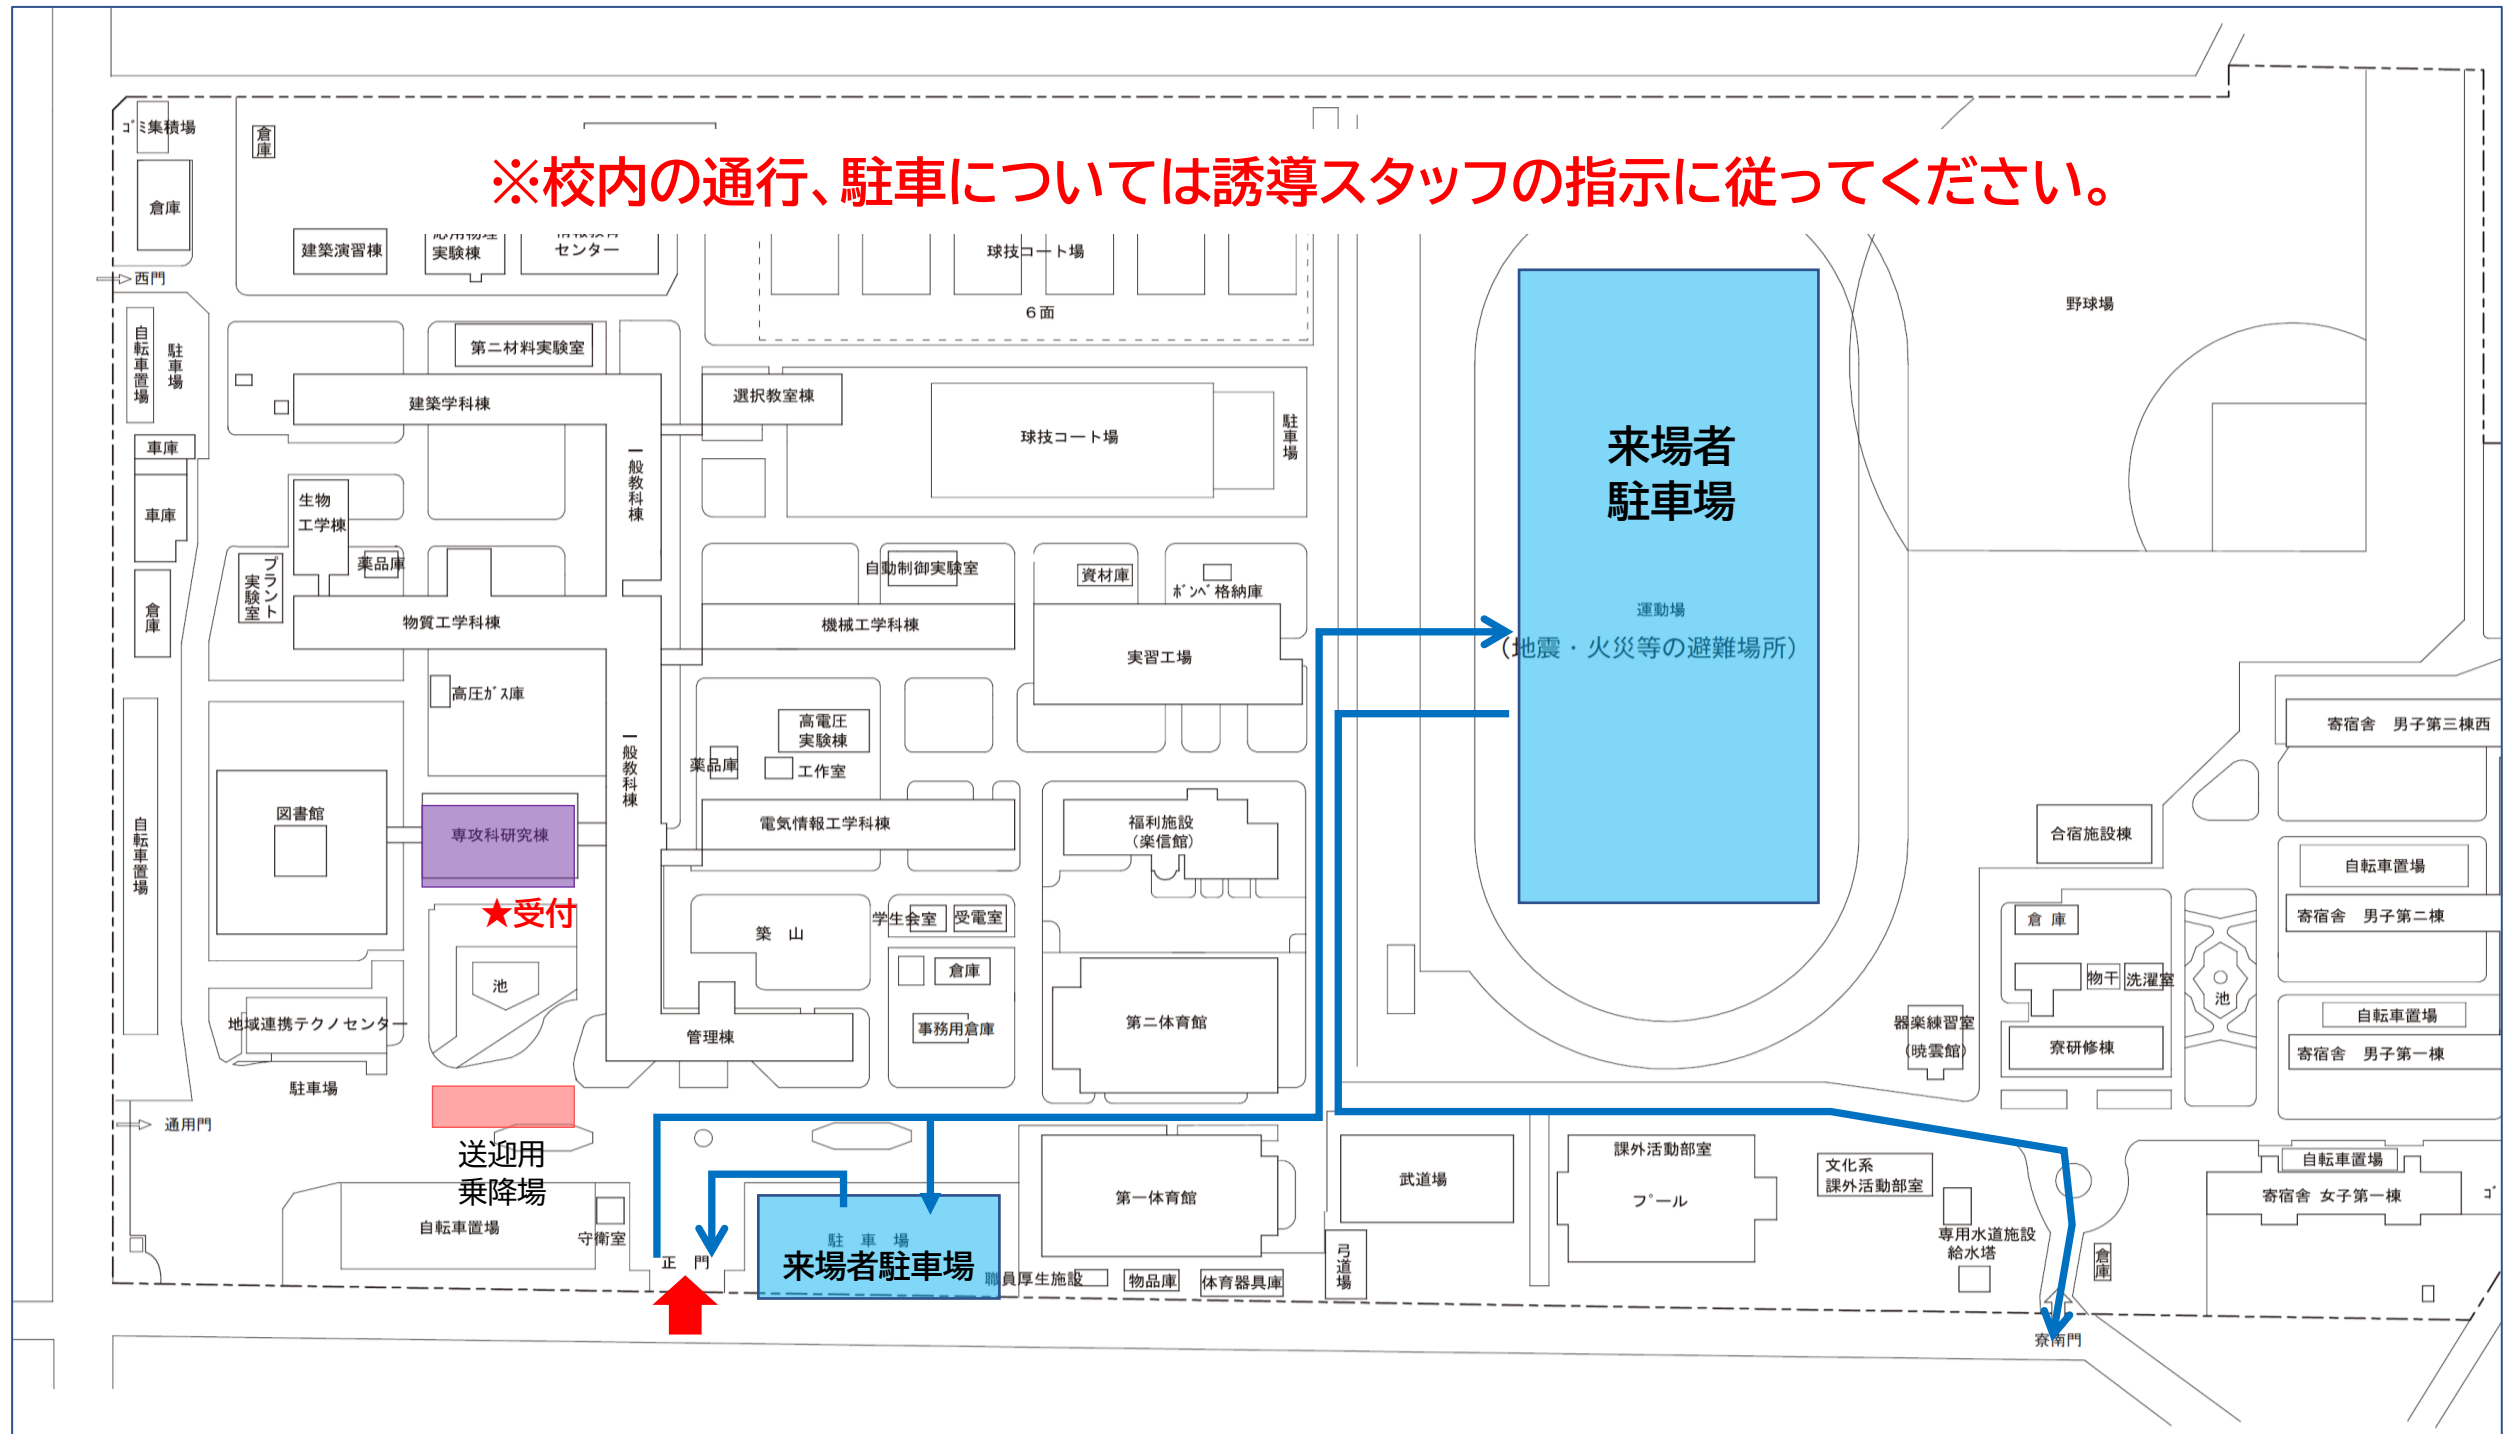 ｺﾞﾐ集積場
倉庫
※校内の通行、駐車については誘導スタッフの指示に従ってください。
倉庫
建築演習棟
実験棟
センター
球技コート場
6面
西門
野球場
自転車置場
駐車場
第二材料実験室
建築学科棟
選択教室棟
球技コート場
駐車場
来場者
駐車場
車庫
車庫
一般教科棟
生物
工学棟
薬品庫
プラント
実験室
自動制御実験室
資材庫
ﾎﾞﾝﾍﾞ格納庫
倉庫
物質工学科棟
機械工学科棟
実習工場
運動場
（地震・火災等の避難場所）
高圧ｶﾞｽ庫
高電圧
実験棟
薬品庫
工作室
一般教科棟
寄宿舎　男子第三棟西
図書館
専攻科研究棟
電気情報工学科棟
福利施設
（楽信館）
合宿施設棟
自転車置場
自転車置場
★受付
築　山
学生会室
受電室
倉　庫
寄宿舎　男子第二棟
池
倉庫
物干
洗濯室
池
地域連携テクノセンター
管理棟
事務用倉庫
第二体育館
器楽練習室
（暁雲館）
寮研修棟
自転車置場
寄宿舎　男子第一棟
駐車場
通用門
送迎用
乗降場
自転車置場
守衛室
正　門
駐　車　場
来場者駐車場
職員厚生施設
物品庫
体育器具庫
第一体育館
弓道場
武道場
課外活動部室
プール
文化系
課外活動部室
専用水道施設
給水塔
倉庫
自転車置場
寄宿舎 女子第一棟
寮南門